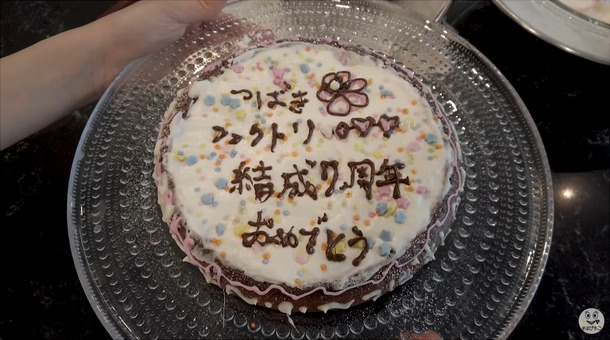 つばき
ファクトリー
結成7周年
おめでとう